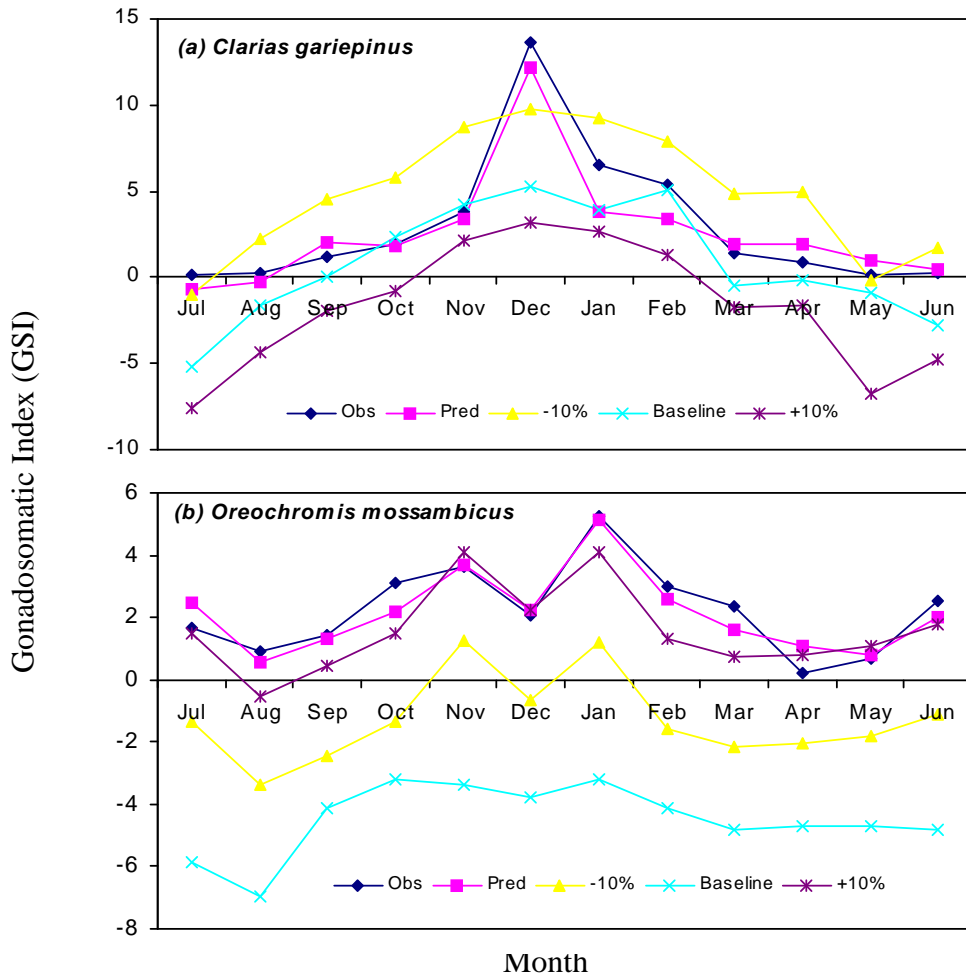 Gonadosomatic Index (GSI)
15
10
5
0
-5
-10
(a) Clarias gariepinus
Jul Aug Sep Oct Nov Dec Jan Feb Mar Apr May Jun
Obs Pred -10% Baseline +10%
6
4
2
0
-2
-4
-6
-8
(b) Oreochromis mossambicus
Jul Aug Sep Oct Nov Dec Jan Feb Mar Apr May Jun
Obs Pred -10% Baseline +10%
Month